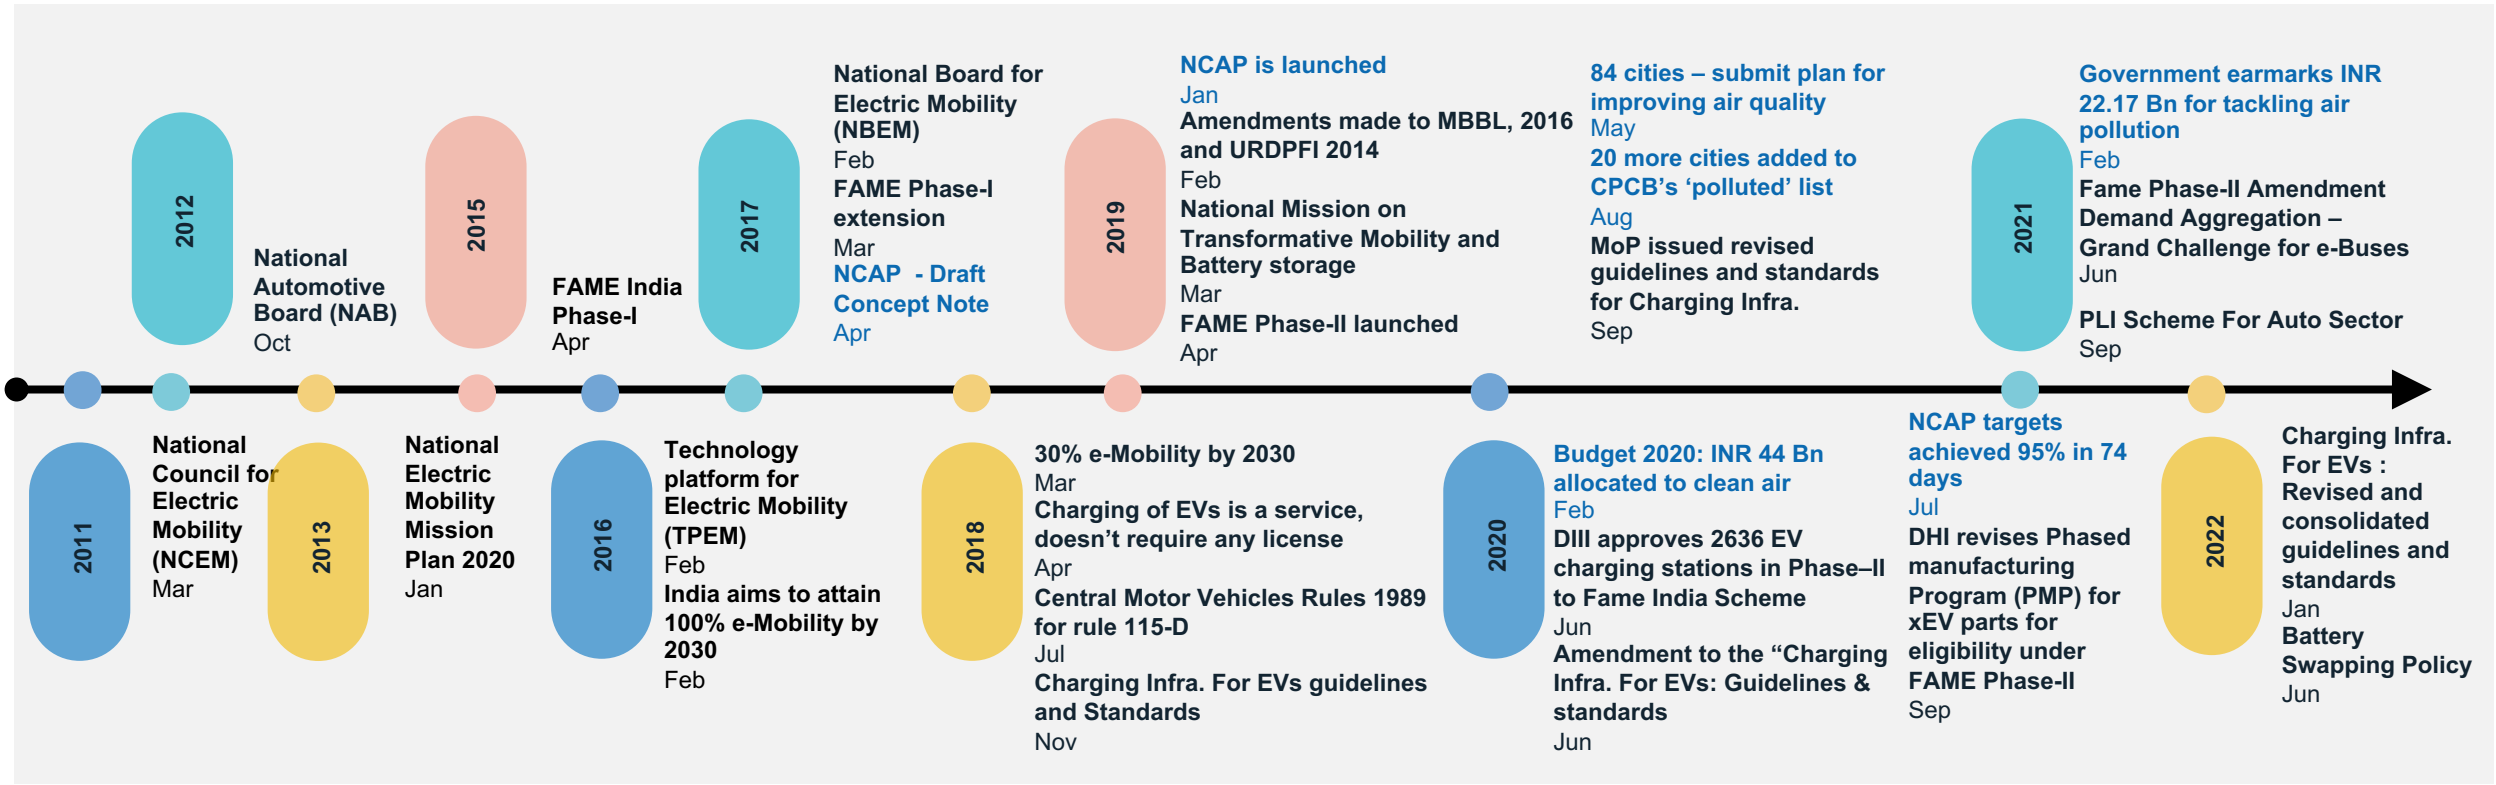 2011
National
Council for
Electric
Mobility
(NCEM)
Mar
2012
National
Automotive
Board (NAB)
Oct
2013
National
Electric
Mobility
Mission
Plan 2020
Jan
2015
FAME India
Phase-I
Apr
2016
Technology
platform for
Electric Mobility
(TPEM)
Feb
India aims to attain
100% e-Mobility by
2030
Feb
2017
National Board for
Electric Mobility
(NBEM)
Feb
FAME Phase-I
extension
Mar
NCAP - Draft
Concept Note
Apr
2018
30% e-Mobility by 2030
Mar
Charging of EVs is a service,
doesn’t require any license
Apr
Central Motor Vehicles Rules 1989
for rule 115-D
Jul
Charging Infra. For EVs guidelines
and Standards
Nov
2019
NCAP is launched
Jan
Amendments made to MBBL, 2016
and URDPFI 2014
Feb
National Mission on
Transformative Mobility and
Battery storage
Mar
FAME Phase-II launched
Apr
84 cities – submit plan for
improving air quality
May
20 more cities added to
CPCB’s ‘polluted’ list
Aug
MoP issued revised
guidelines and standards
for Charging Infra.
Sep
2020
Budget 2020: INR 44 Bn
allocated to clean air
Feb
DIII approves 2636 EV
charging stations in Phase–II
to Fame India Scheme
Jun
Amendment to the “Charging
Infra. For EVs: Guidelines &
standards
Jun
2021
Government earmarks INR
22.17 Bn for tackling air
pollution
Feb
Fame Phase-II Amendment
Demand Aggregation –
Grand Challenge for e-Buses
Jun
PLI Scheme For Auto Sector
Sep
NCAP targets
achieved 95% in 74
days
Jul
DHI revises Phased
manufacturing
Program (PMP) for
xEV parts for
eligibility under
FAME Phase-II
Sep
2022
Charging Infra.
For EVs :
Revised and
consolidated
guidelines and
standards
Jan
Battery
Swapping Policy
Jun